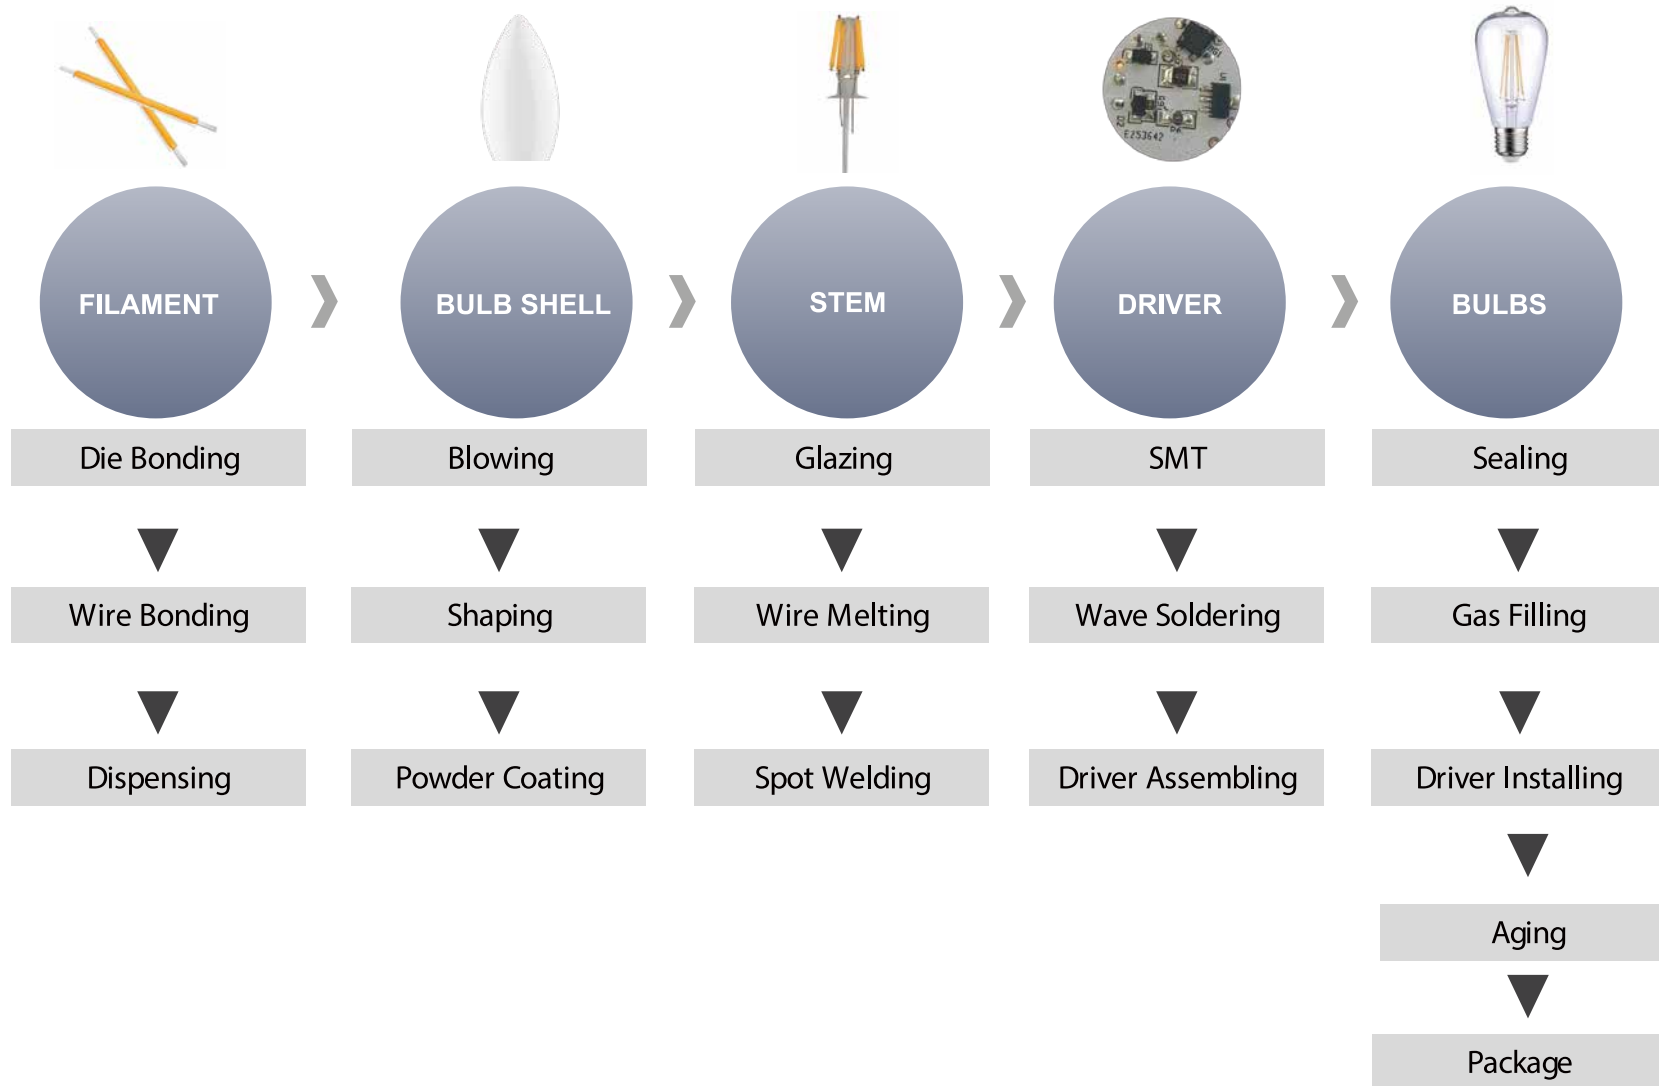 E253642
FILAMENT
BULB SHELL
STEM
DRIVER
BULBS
Die Bonding
Blowing
Glazing
SMT
Sealing
Wire Bonding
Shaping
Wire Melting
Wave Soldering
Gas Filling
Dispensing
Powder Coating
Spot Welding
Driver Assembling
Driver Installing
Aging
Package